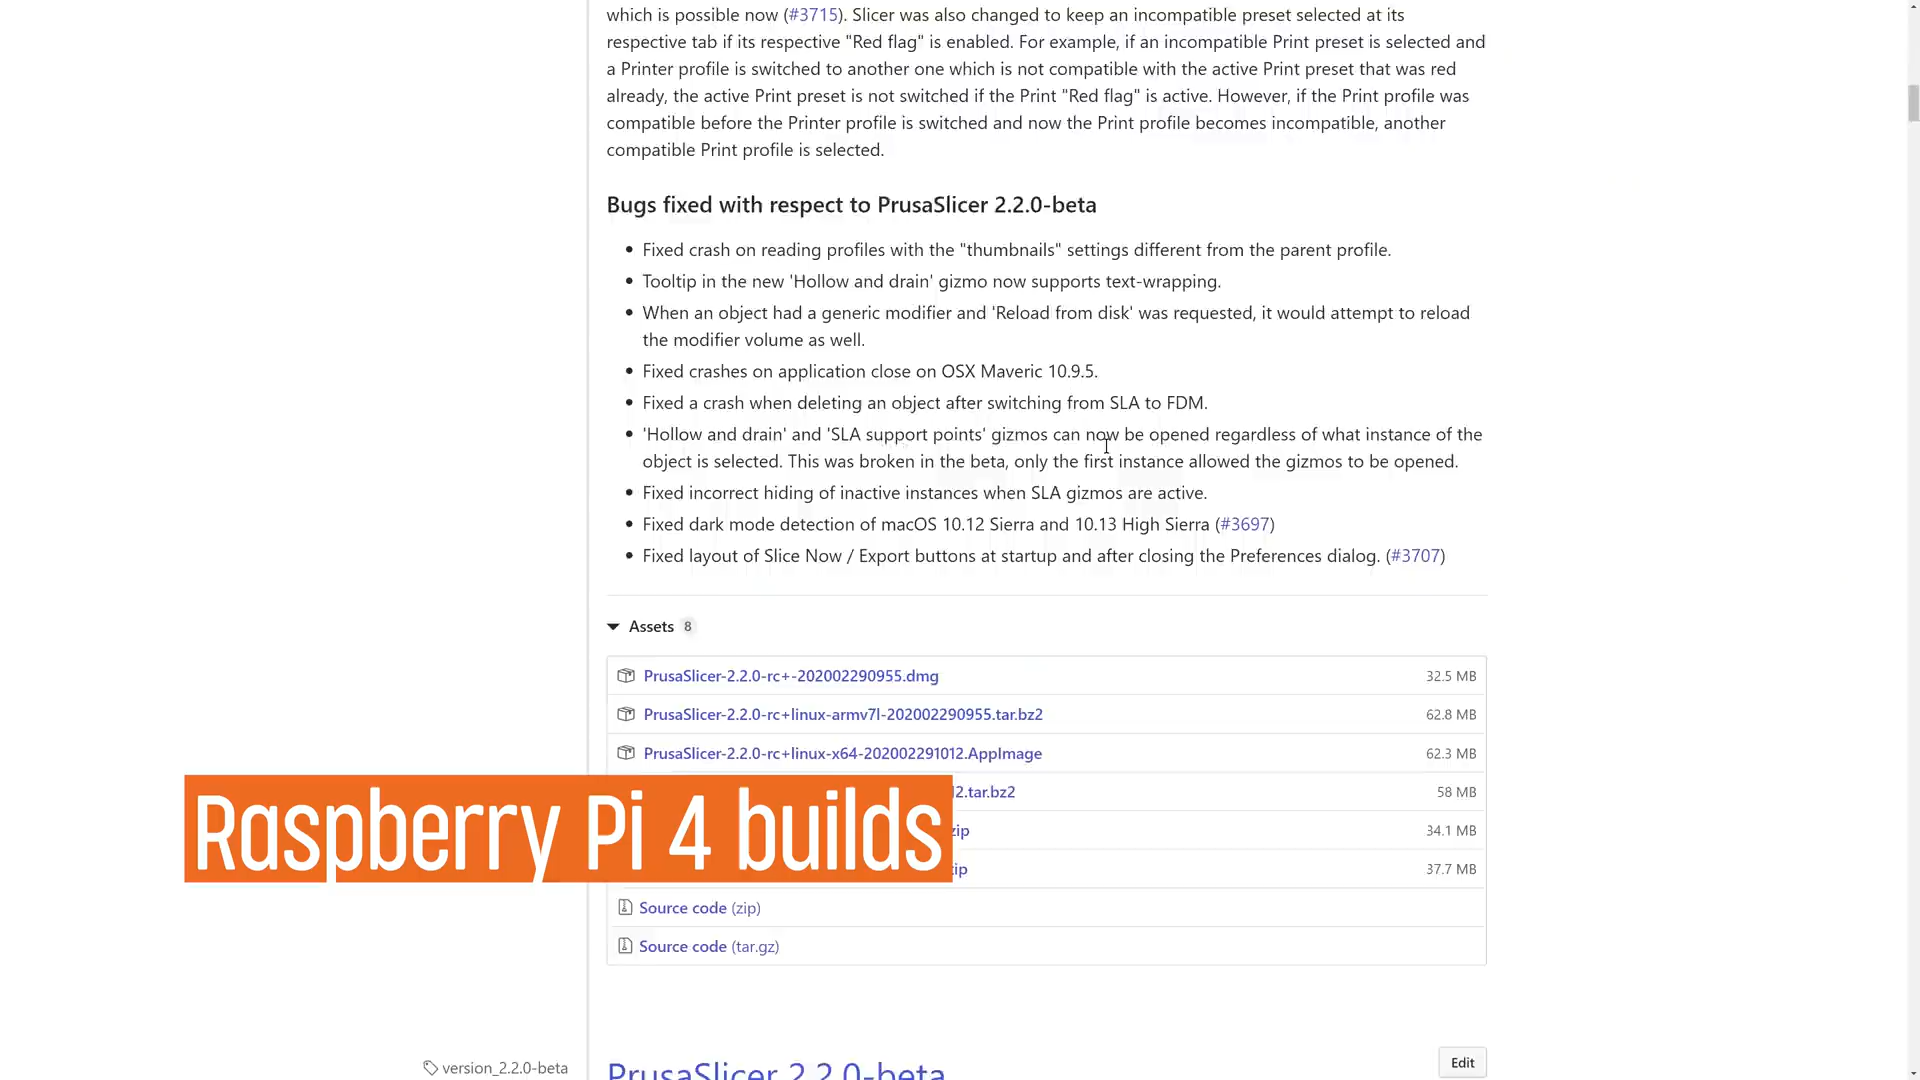 which is possible now (#3715). Slicer was also changed to keep an incompatible preset selected at its
respective tab if its respective "Red flag" is enabled. For example, if an incompatible Print preset is selected and
a Printer profile is switched to another one which is not compatible with the active Print preset that was red
already, the active Print preset is not switched if the Print "Red flag" is active. However, if the Print profile was
compatible before the Printer profile is switched and now the Print profile becomes incompatible, another
compatible Print profile is selected.
Bugs fixed with respect to PrusaSlicer 2.2.0-beta
• Fixed crash on reading profiles with the "thumbnails" settings different from the parent profile.
• Tooltip in the new 'Hollow and drain' gizmo now supports text-wrapping.
• When an object had a generic modifier and 'Reload from disk' was requested, it would attempt to reload
the modifier volume as well.
• Fixed crashes on application close on OSX Maveric 10.9.5.
• Fixed a crash when deleting an object after switching from SLA to FDM.
• 'Hollow and drain' and 'SLA support points' gizmos can now be opened regardless of what instance of the
object is selected. This was broken in the beta, only the first instance allowed the gizmos to be opened.
• Fixed incorrect hiding of inactive instances when SLA gizmos are active.
• Fixed dark mode detection of macOS 10.12 Sierra and 10.13 High Sierra (#3697)
• Fixed layout of Slice Now / Export buttons at startup and after closing the Preferences dialog. (#3707)
Assets 8
PrusaSlicer-2.2.0-rc+-202002290955.dmg 32.5 MB
PrusaSlicer-2.2.0-rc+linux-armv7l-202002290955.tar.bz2 62.8 MB
PrusaSlicer-2.2.0-rc+linux-x64-202002291012.AppImage 62.3 MB
2.tar.bz2 58 MB
zip 34.1 MB
ip 37.7 MB
Raspberry Pi 4 builds
Source code (zip)
Source code (tar.gz)
version_2.2.0-beta
PrusaSlicer 2.2.0-beta
Edit